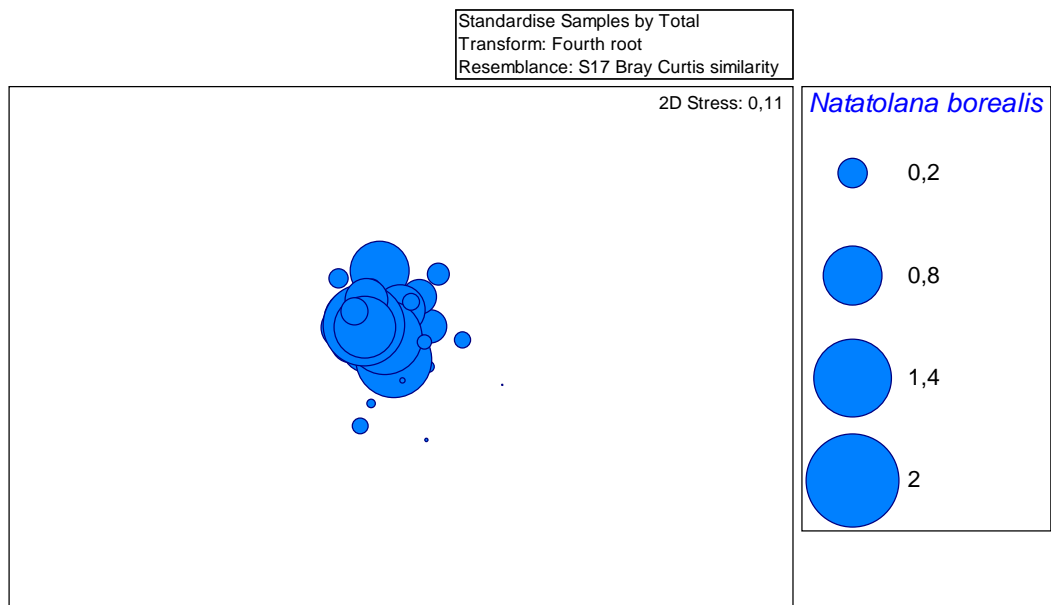 Standardise Samples by Total
Transform: Fourth root
Resemblance: S17 Bray Curtis similarity
2D Stress: 0,11
Natatolana borealis
0,2
0,8
1,4
2